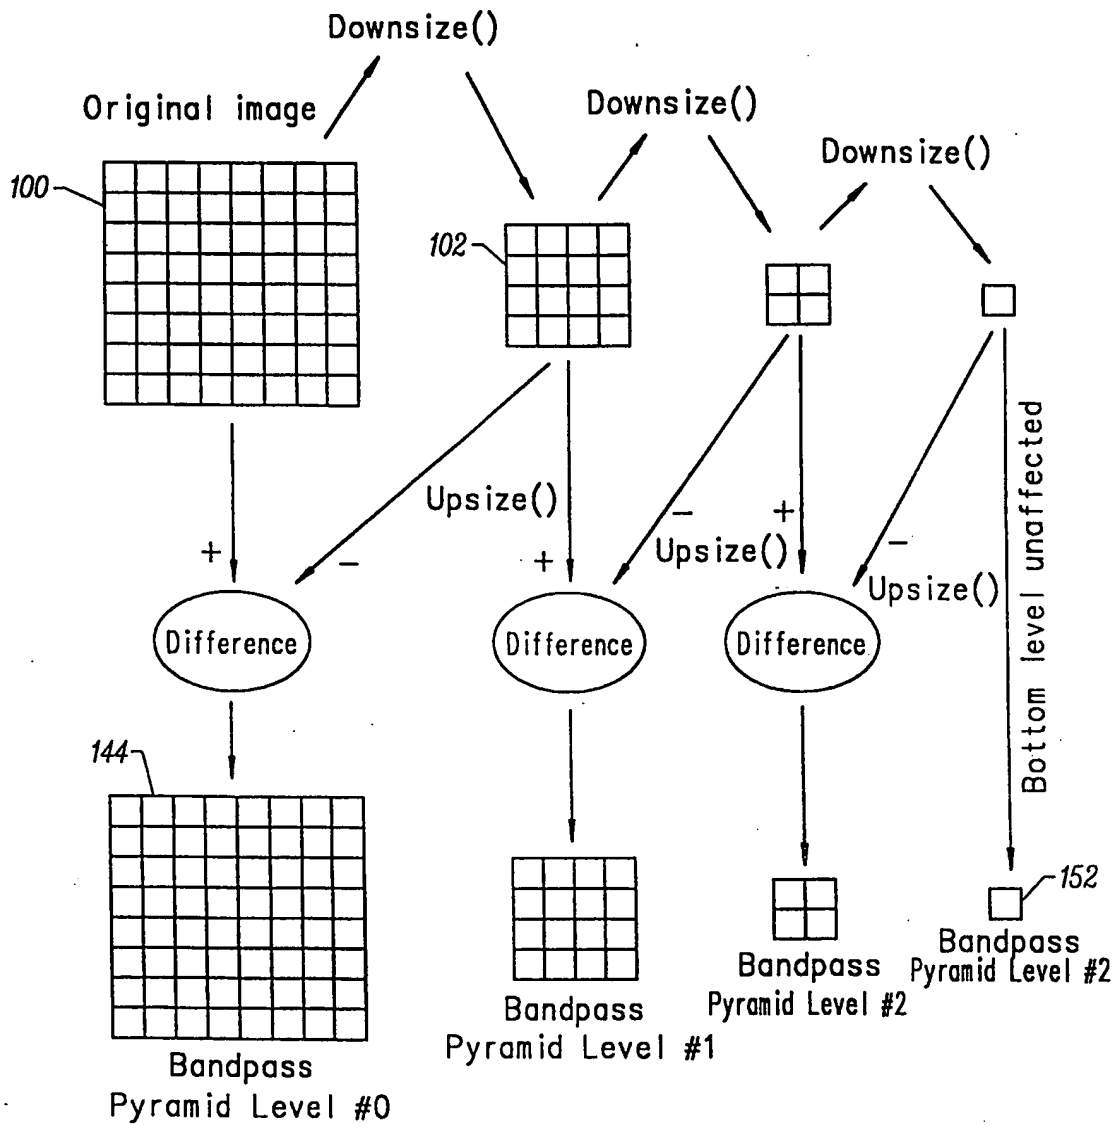 Downsize()
Original image
Downsize()
Downsize()
100
102
Upsize()
+
−
+
−
Upsize()
+
−
Upsize()
Bottom level unaffected
Difference
Difference
Difference
144
152
Bandpass
Pyramid Level #0
Bandpass
Pyramid Level #1
Bandpass
Pyramid Level #2
Bandpass
Pyramid Level #2